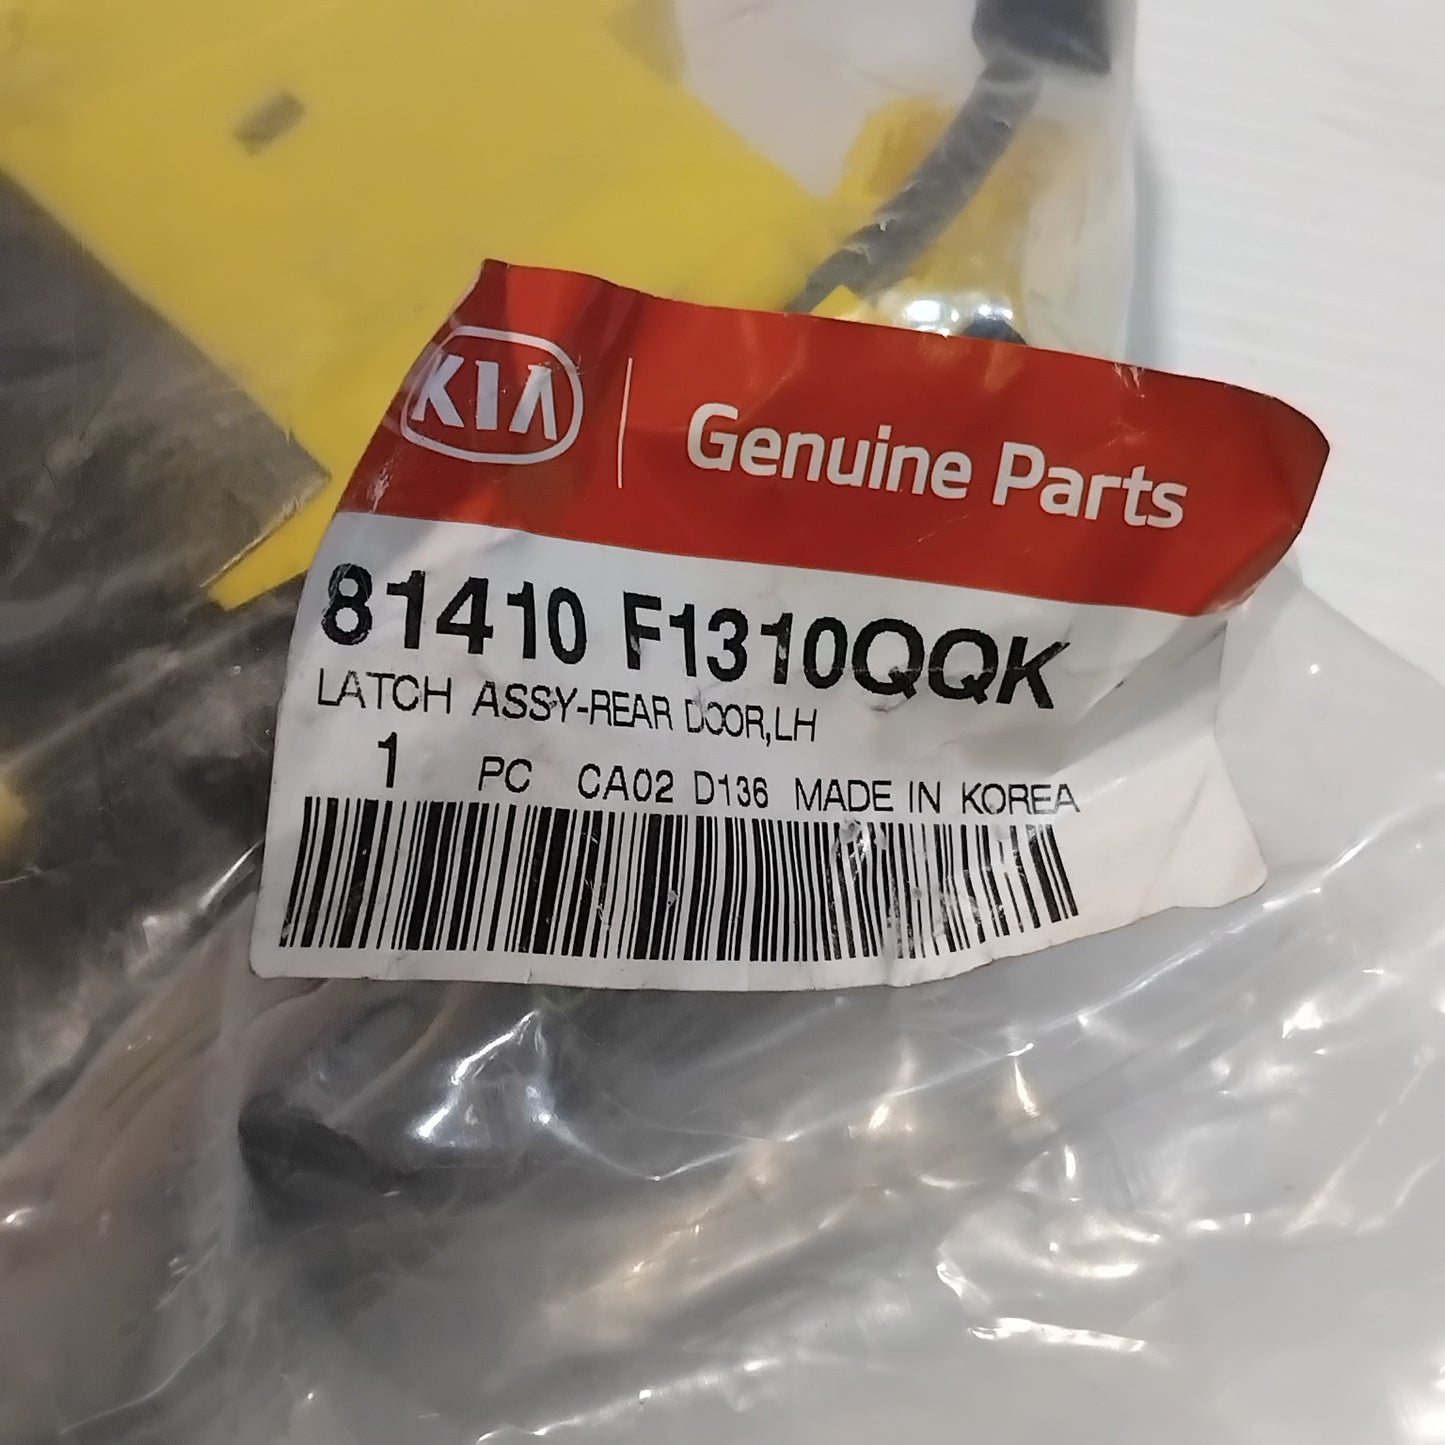 KIA Genuine Parts
81410 F1310QQK
LATCH ASSY-REAR DOOR,LH
1 PC CA02 D136 MADE IN KOREA